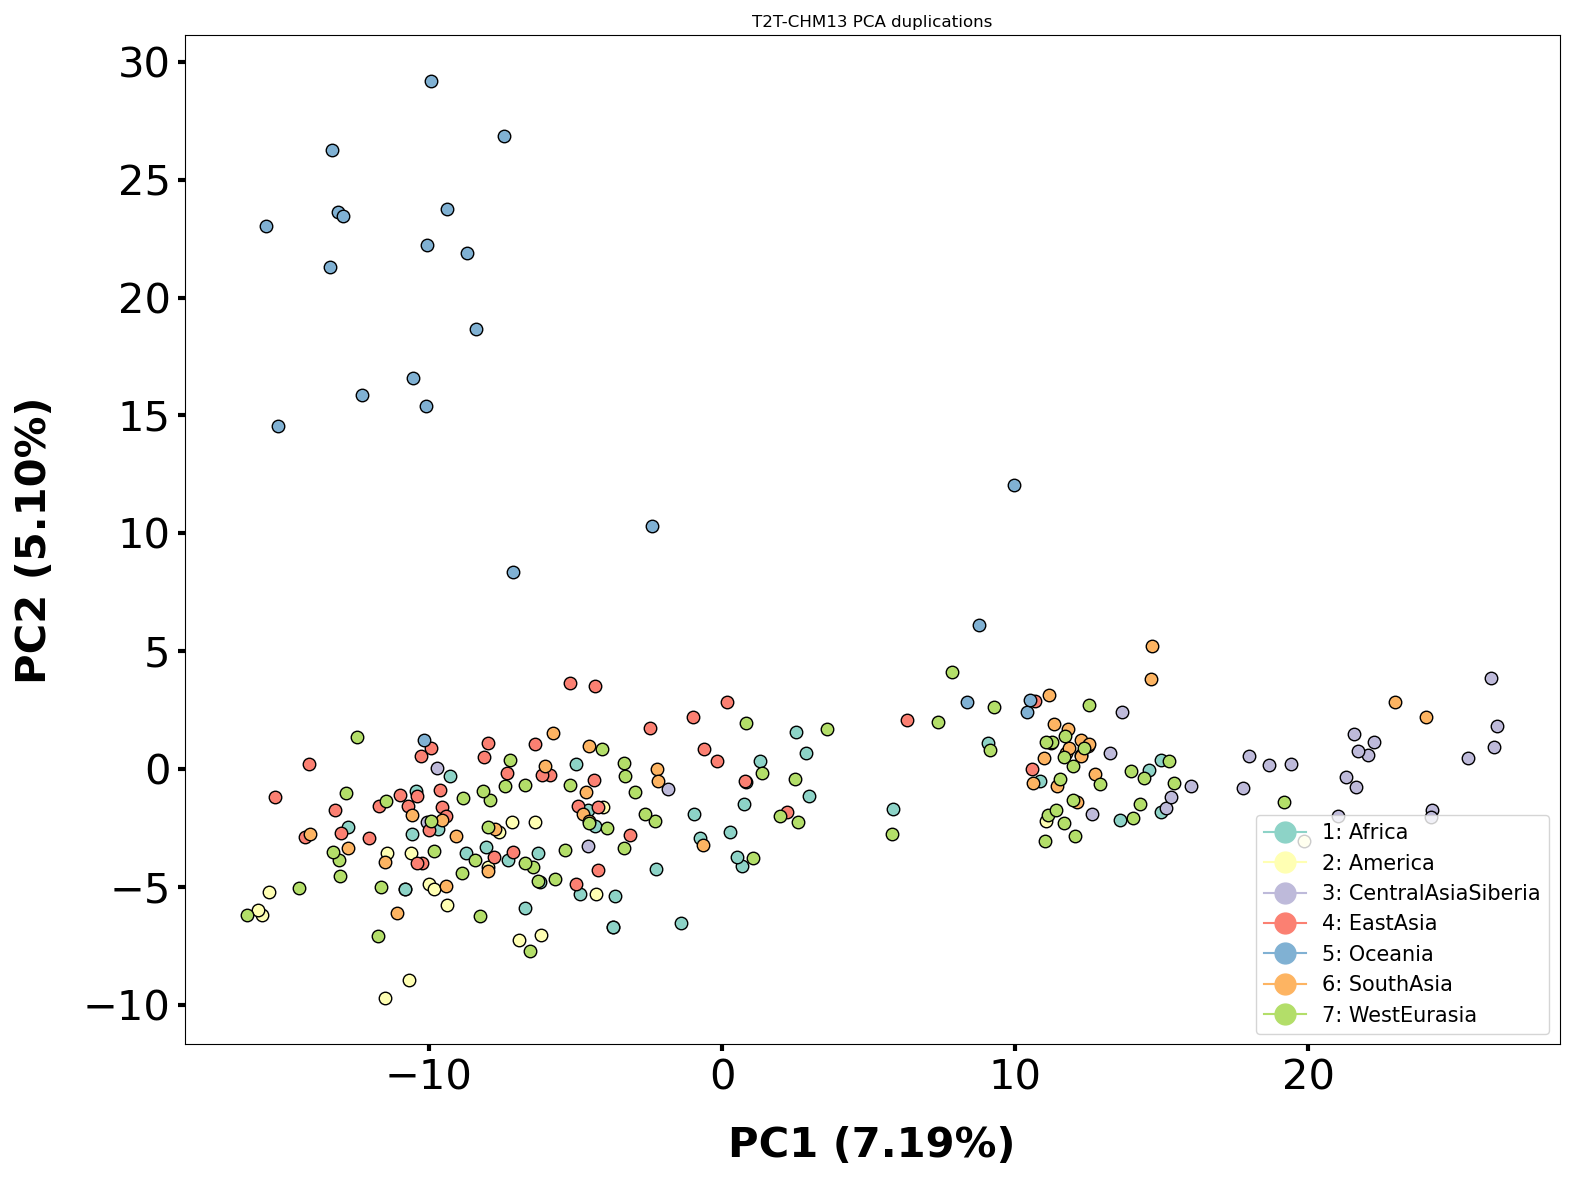 T2T-CHM13 PCA duplications
30
25
20
15
10
5
0
−5
−10
PC2 (5.10%)
−10
0
10
20
PC1 (7.19%)
1: Africa
2: America
3: CentralAsiaSiberia
4: EastAsia
5: Oceania
6: SouthAsia
7: WestEurasia